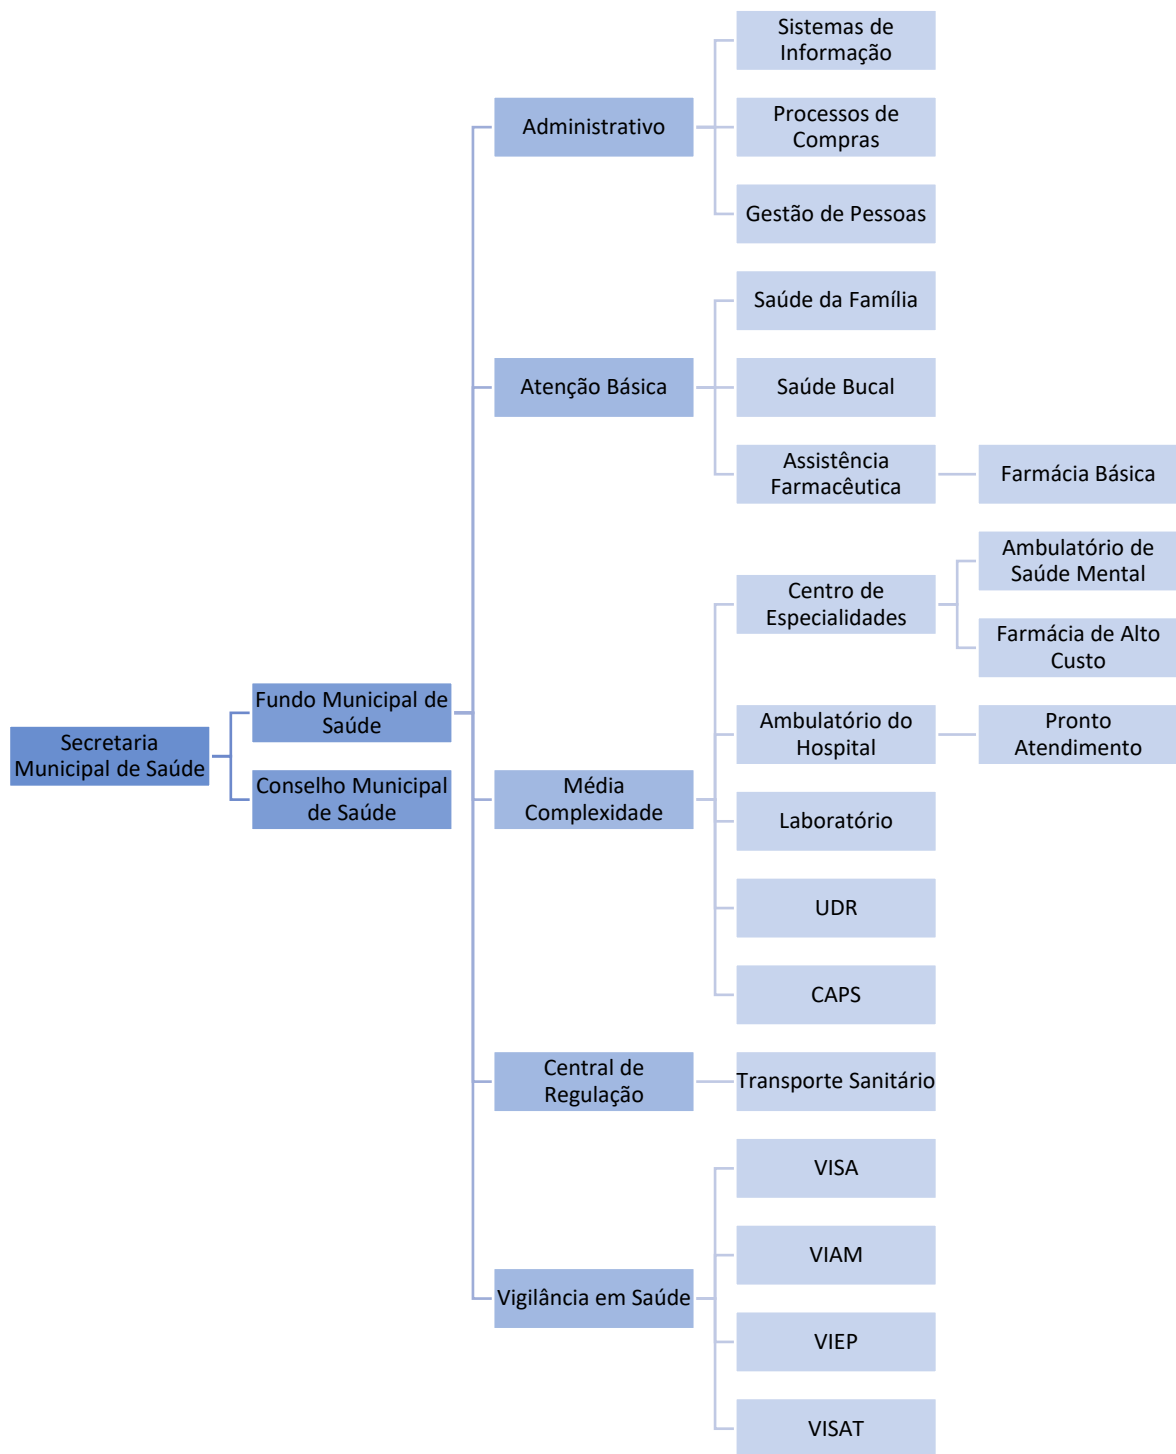 Secretaria
Municipal de Saúde
Fundo Municipal de
Saúde
Administrativo
Sistemas de
Informação
Processos de
Compras
Gestão de Pessoas
Atenção Básica
Saúde da Família
Saúde Bucal
Assistência
Farmacêutica
Farmácia Básica
Média
Complexidade
Centro de
Especialidades
Ambulatório de
Saúde Mental
Farmácia de Alto
Custo
Ambulatório do
Hospital
Pronto
Atendimento
Laboratório
UDR
CAPS
Central de
Regulação
Transporte Sanitário
Vigilância em Saúde
VISA
VIAM
VIEP
VISAT
Conselho Municipal
de Saúde